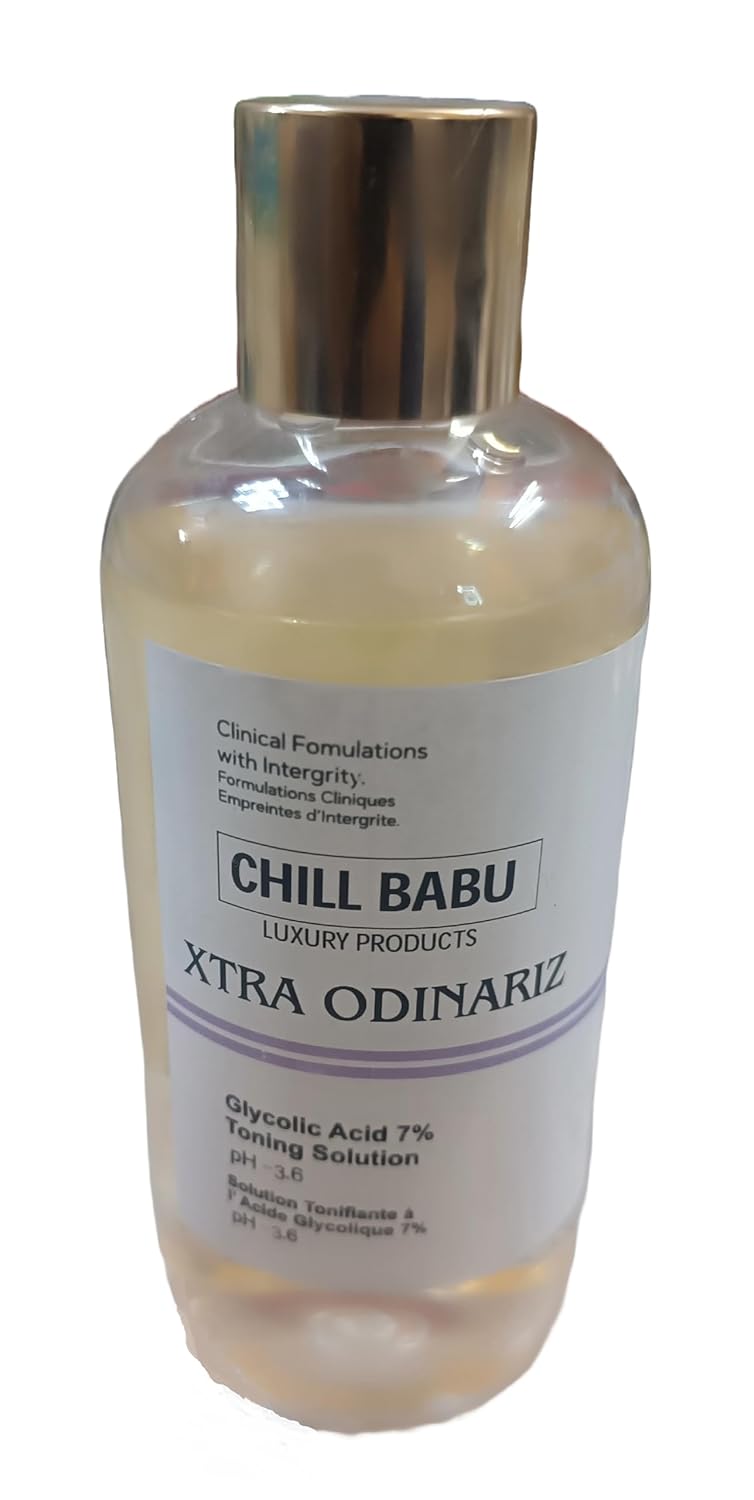 Clinical Fomulations
with Intergrity.
Formulations Cliniques
Empreintes d'Intergrite.
CHILL BABU
LUXURY PRODUCTS
XTRA ODINARIZ
Glycolic Acid 7%
Toning Solution
pH 3.6
Solution Tonifiante à
l'Acide Glycolique 7%
pH 3.6